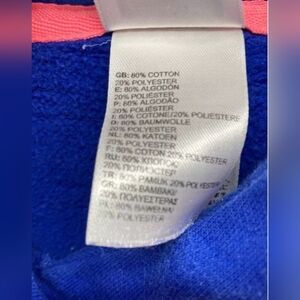 GB: 80% COTTON
20% POLYESTER
E: 80% ALGODÓN
20% POLIÉSTER
P: 80% ALGODÃO
20% POLIÉSTER
I: 80% COTONE/20% POLIESTERE
D: 80% BAUMWOLLE
20% POLYESTER
NL: 80% KATOEN
20% POLYESTER
F: 80% COTON 20% POLYESTER
RU: 80% ХЛОПОК
20% ПОЛИЭСТЕР
TR: 80% PAMUK 20% POLYESTER
GR: 80% ΒΑΜΒΑΚΙ
20% ΠΟΛΥΕΣΤΕΡΑΣ
PL: 80% BAWEŁNA
20% POLYESTER